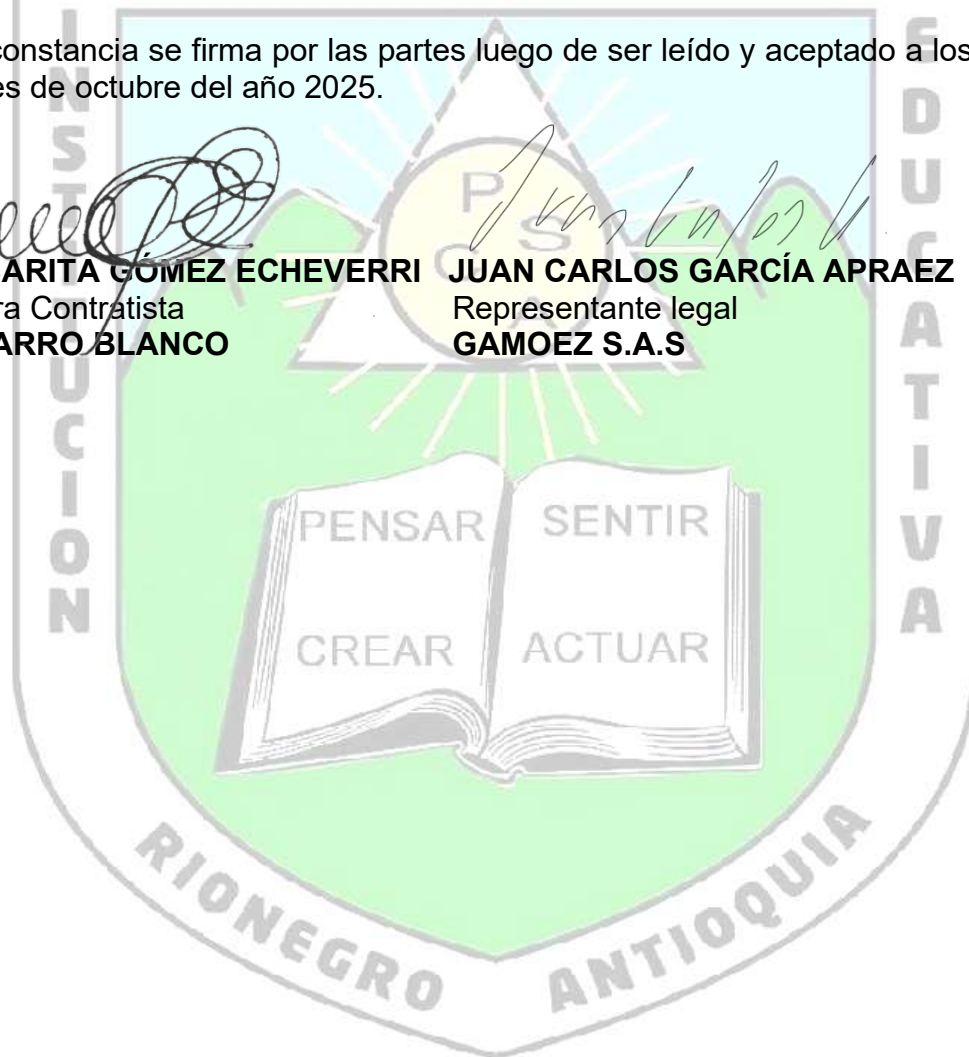 constancia se firma por las partes luego de ser leído y aceptado a los
es de octubre del año 2025.
ARITA GÓMEZ ECHEVERRI JUAN CARLOS GARCÍA APRAEZ
ra Contratista Representante legal
ARRO BLANCO GAMOEZ S.A.S
INSTITUCION
EDUCATIVA
P
C S
A
PENSAR SENTIR
CREAR ACTUAR
RIONEGRO ANTIOQUIA